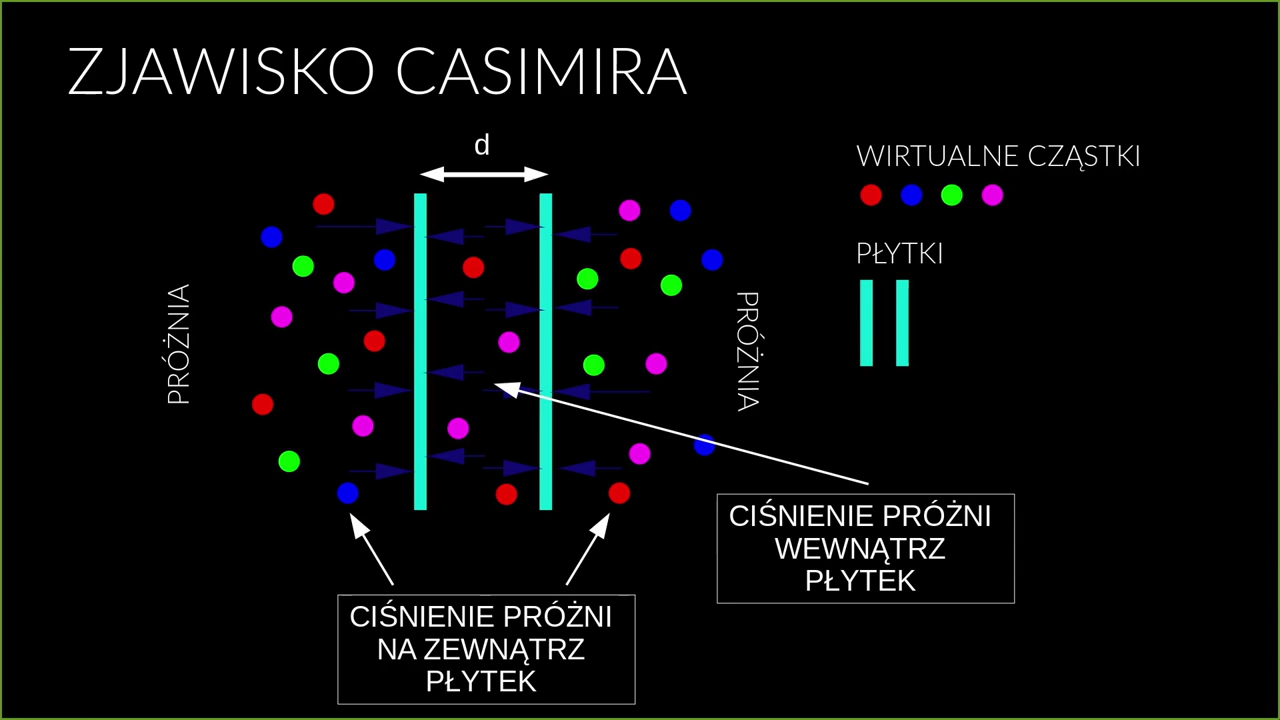 ZJAWISKO CASIMIRA
d
WIRTUALNE CZĄSTKI
PŁYTKI
PRÓŻNIA
PRÓŻNIA
CIŚNIENIE PRÓŻNI
WEWNĄTRZ
PŁYTEK
CIŚNIENIE PRÓŻNI
NA ZEWNĄTRZ
PŁYTEK